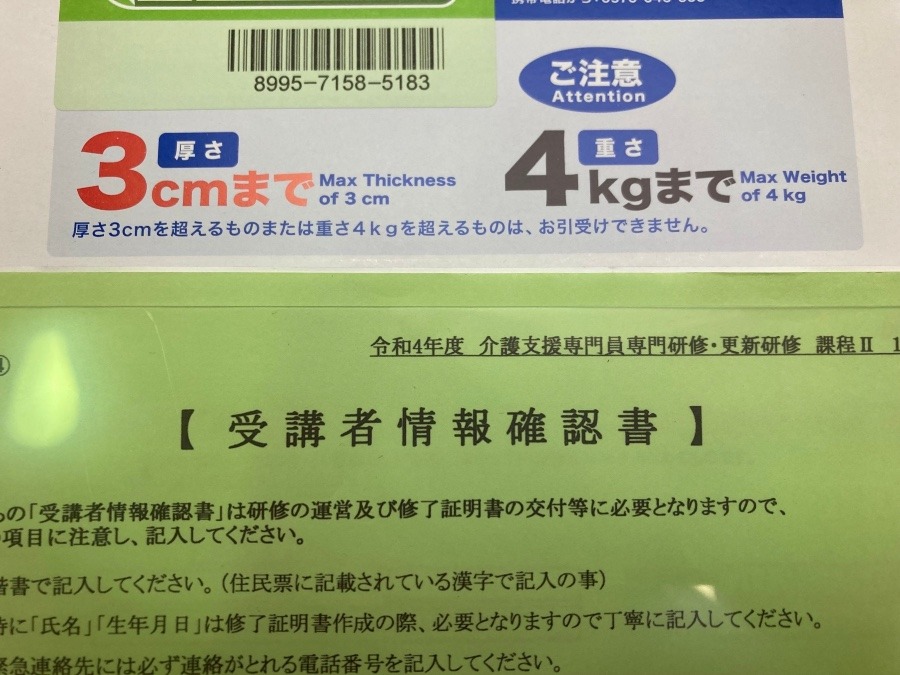 8995-7158-5183
ご注意
Attention
厚さ
3cmまで
Max Thickness
of 3 cm
重さ
4kgまで
Max Weight
of 4 kg
厚さ3cmを超えるものまたは重さ4kgを超えるものは、お引受けできません。
令和4年度 介護支援専門員専門研修・更新研修 課程Ⅱ 1
【 受講者情報確認書 】
の「受講者情報確認書」は研修の運営及び修了証明書の交付等に必要となりますので、
項目に注意し、記入してください。
楷書で記入してください。(住民票に記載されている漢字で記入の事)
特に「氏名」「生年月日」は修了証明書作成の際、必要となりますので丁寧に記入してください。
緊急連絡先には必ず連絡がとれる電話番号を記入してください。